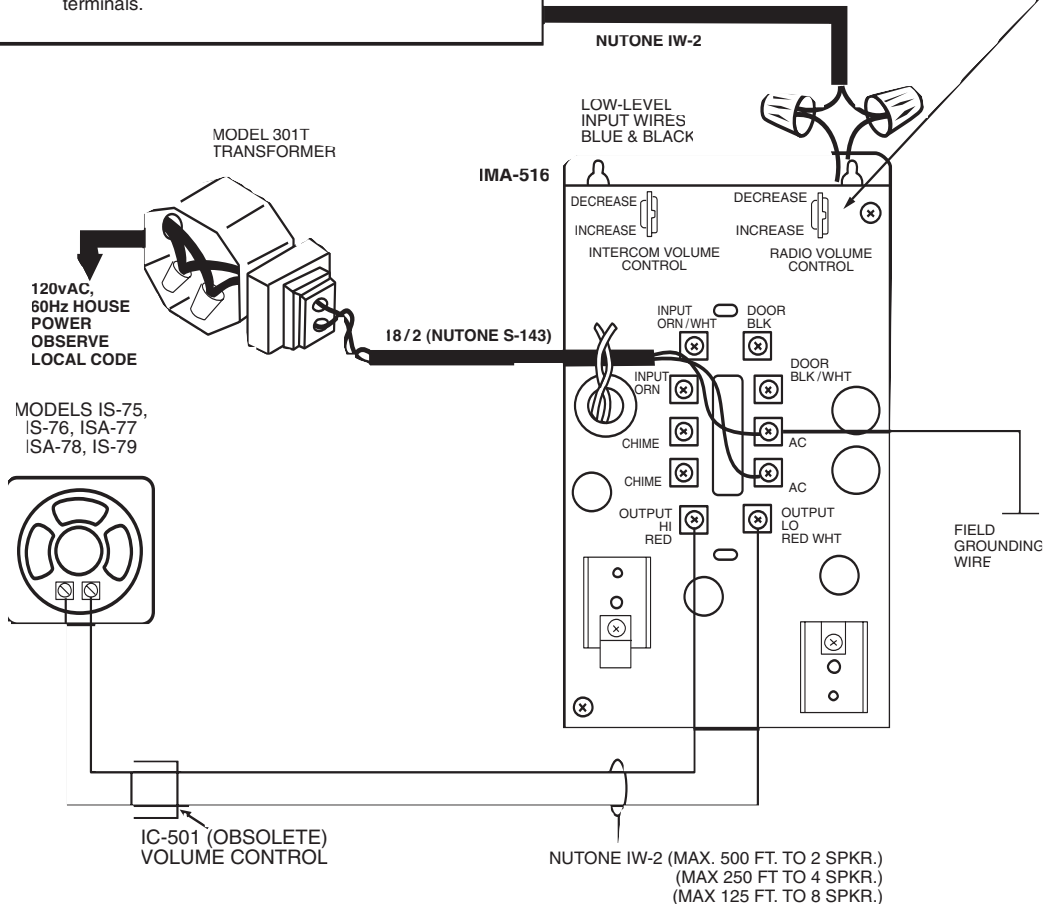 terminals.
NUTONE IW-2
LOW-LEVEL
INPUT WIRES
BLUE & BLACK
MODEL 301T
TRANSFORMER
IMA-516
DECREASE
INCREASE
INTERCOM VOLUME
CONTROL
DECREASE
INCREASE
RADIO VOLUME
CONTROL
120vAC,
60Hz HOUSE
POWER
OBSERVE
LOCAL CODE
18/2 (NUTONE S-143)
INPUT
ORN/WHT
DOOR
BLK
INPUT
ORN
DOOR
BLK/WHT
CHIME
AC
CHIME
AC
OUTPUT
HI
RED
OUTPUT
LO
RED WHT
MODELS IS-75,
IS-76, ISA-77
ISA-78, IS-79
FIELD
GROUNDING
WIRE
IC-501 (OBSOLETE)
VOLUME CONTROL
NUTONE IW-2 (MAX. 500 FT. TO 2 SPKR.)
(MAX 250 FT TO 4 SPKR.)
(MAX 125 FT. TO 8 SPKR.)